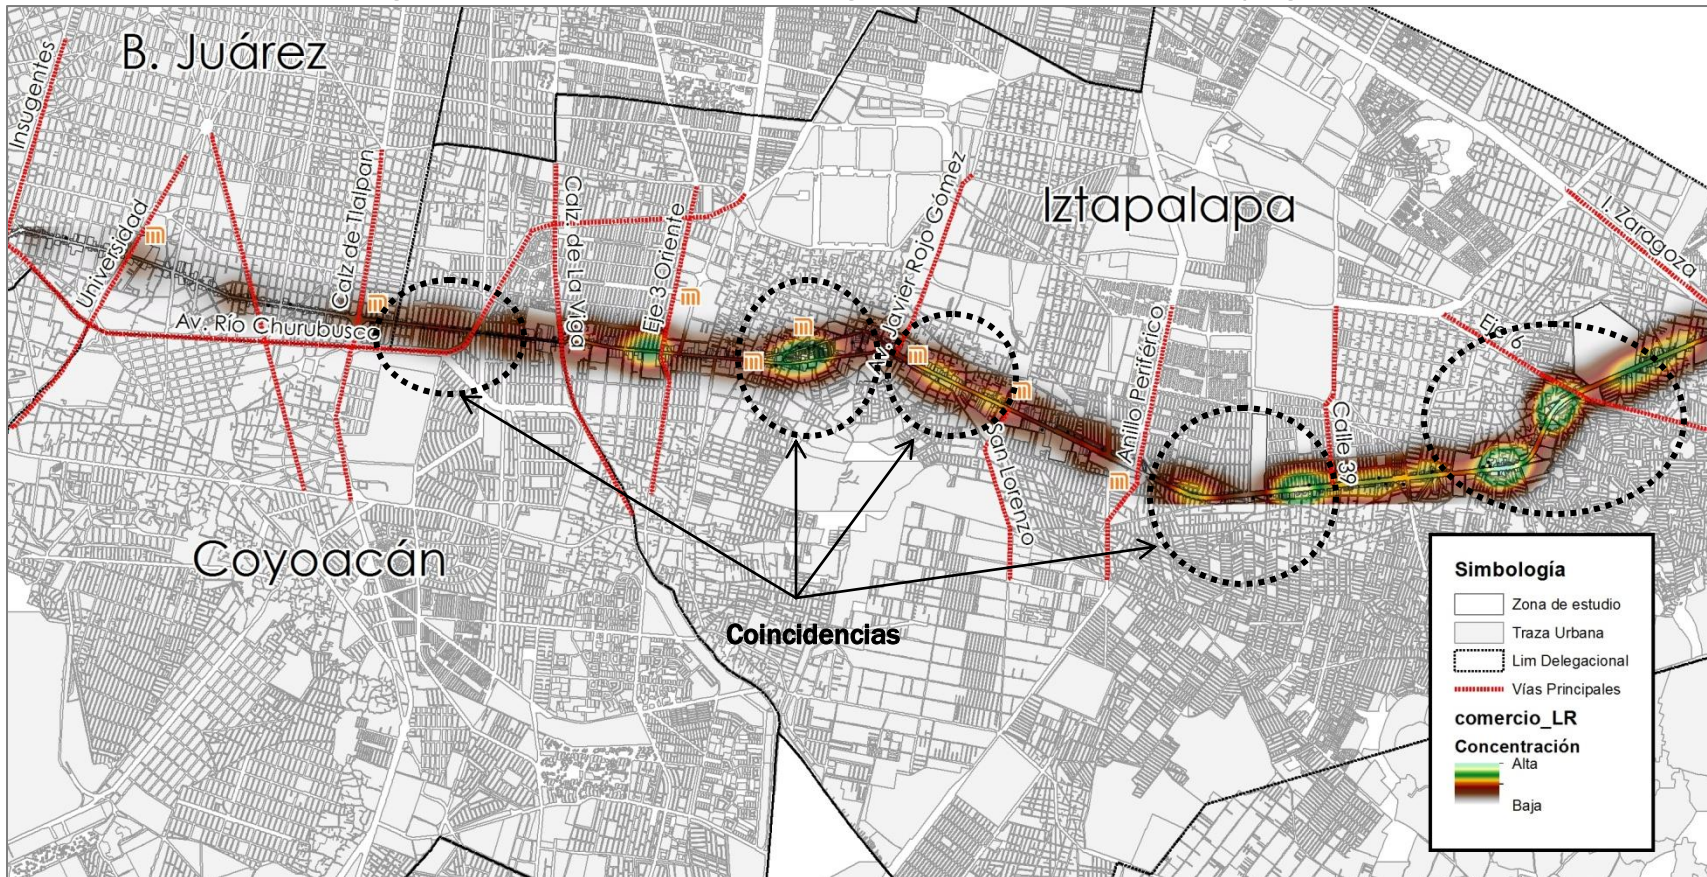 B. Juárez
Insugentes
Universidad
Calz de Tlalpan
Av. Río Churubusco
Calz de La Viga
Eje 3 Oriente
Av. Javier Rojo Gómez
Iztapalapa
I. Zaragoza
Anillo Periférico
Eje 6
Calle 39
San Lorenzo
Coyoacán
Coincidencias
Simbología
Zona de estudio
Traza Urbana
Lim Delegacional
Vías Principales
comercio_LR
Concentración
Alta
Baja